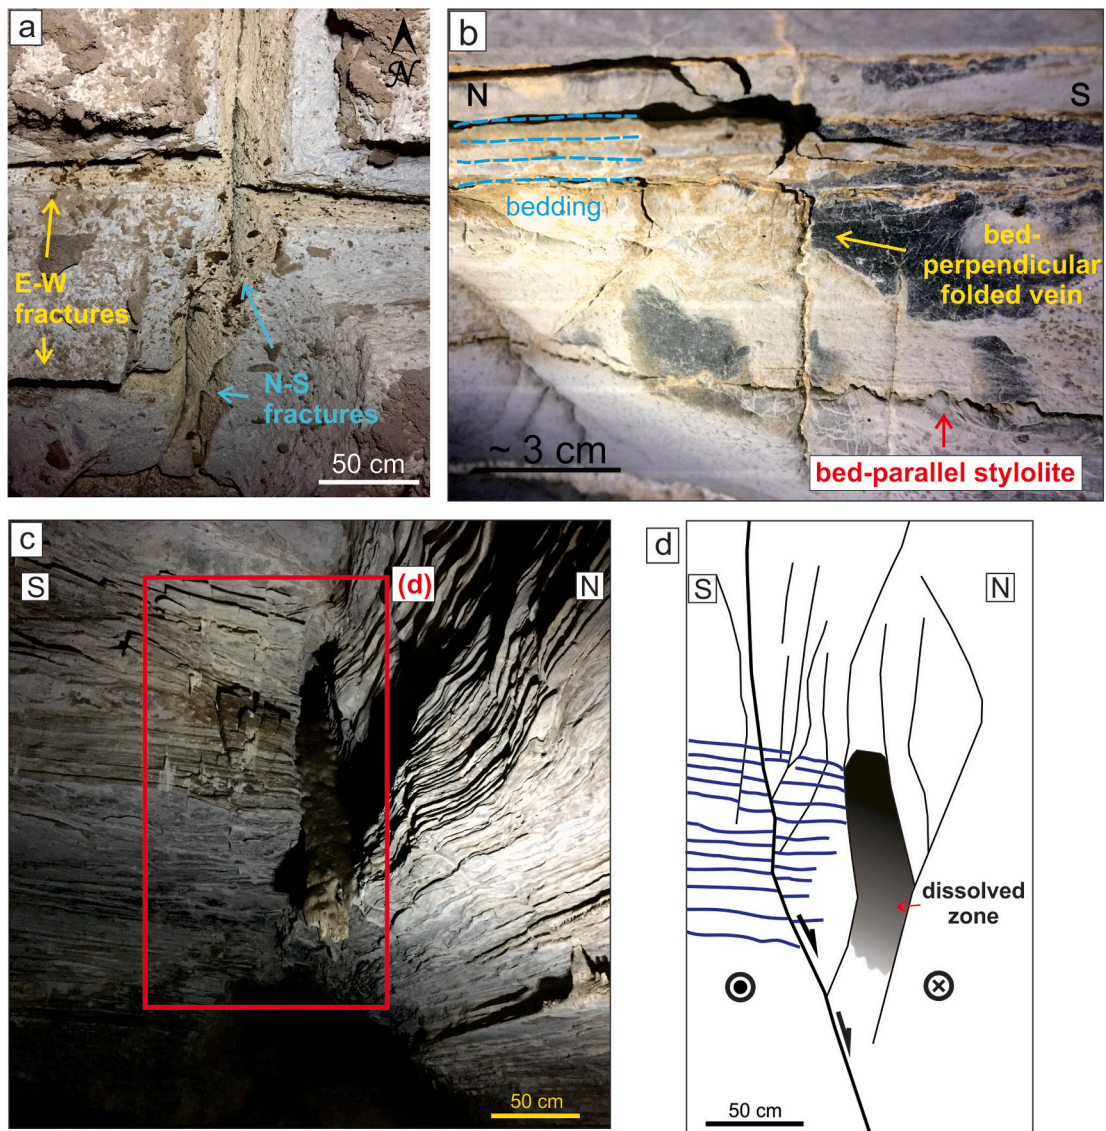 a
N
E-W
fractures
N-S
fractures
50 cm
b
N
S
bedding
bed-
perpendicular
folded vein
~ 3 cm
bed-parallel stylolite
c
S
(d)
N
50 cm
d
S
N
dissolved
zone
50 cm